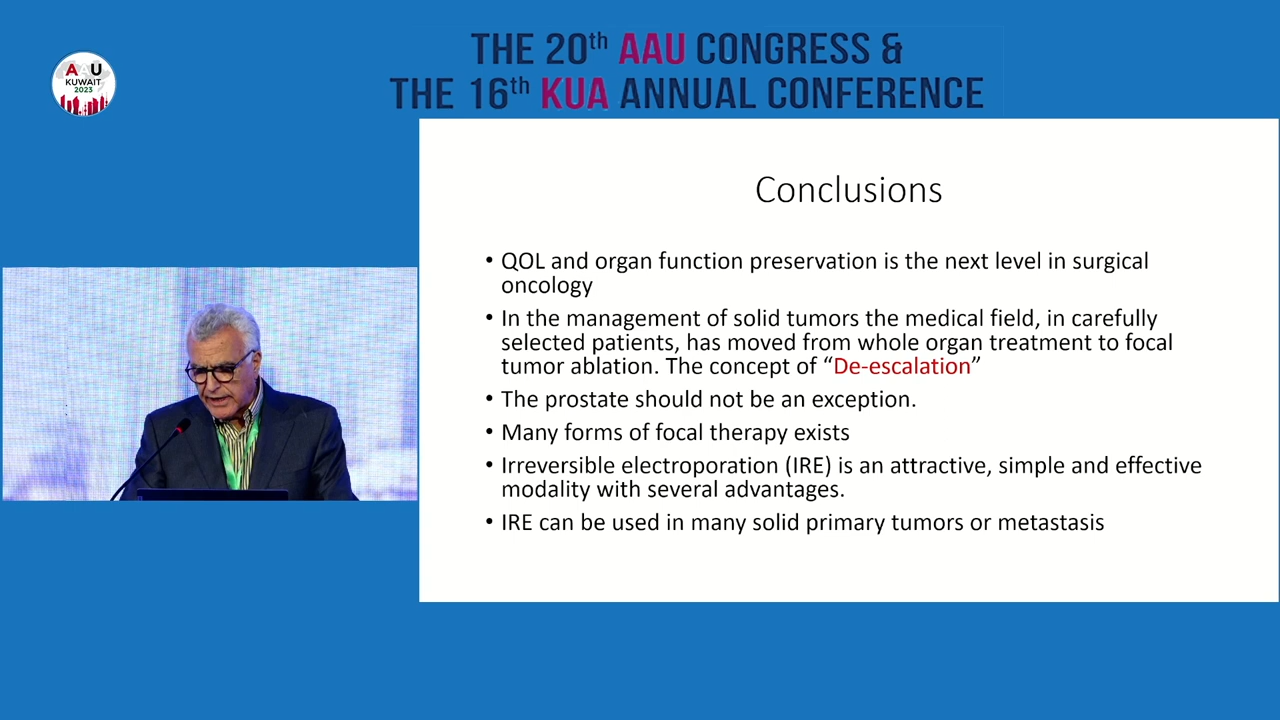 THE 20th AAU CONGRESS &
THE 16th KUA ANNUAL CONFERENCE
AAU
KUWAIT
2023
Conclusions
• QOL and organ function preservation is the next level in surgical
oncology
• In the management of solid tumors the medical field, in carefully
selected patients, has moved from whole organ treatment to focal
tumor ablation. The concept of “De-escalation”
• The prostate should not be an exception.
• Many forms of focal therapy exists
• Irreversible electroporation (IRE) is an attractive, simple and effective
modality with several advantages.
• IRE can be used in many solid primary tumors or metastasis